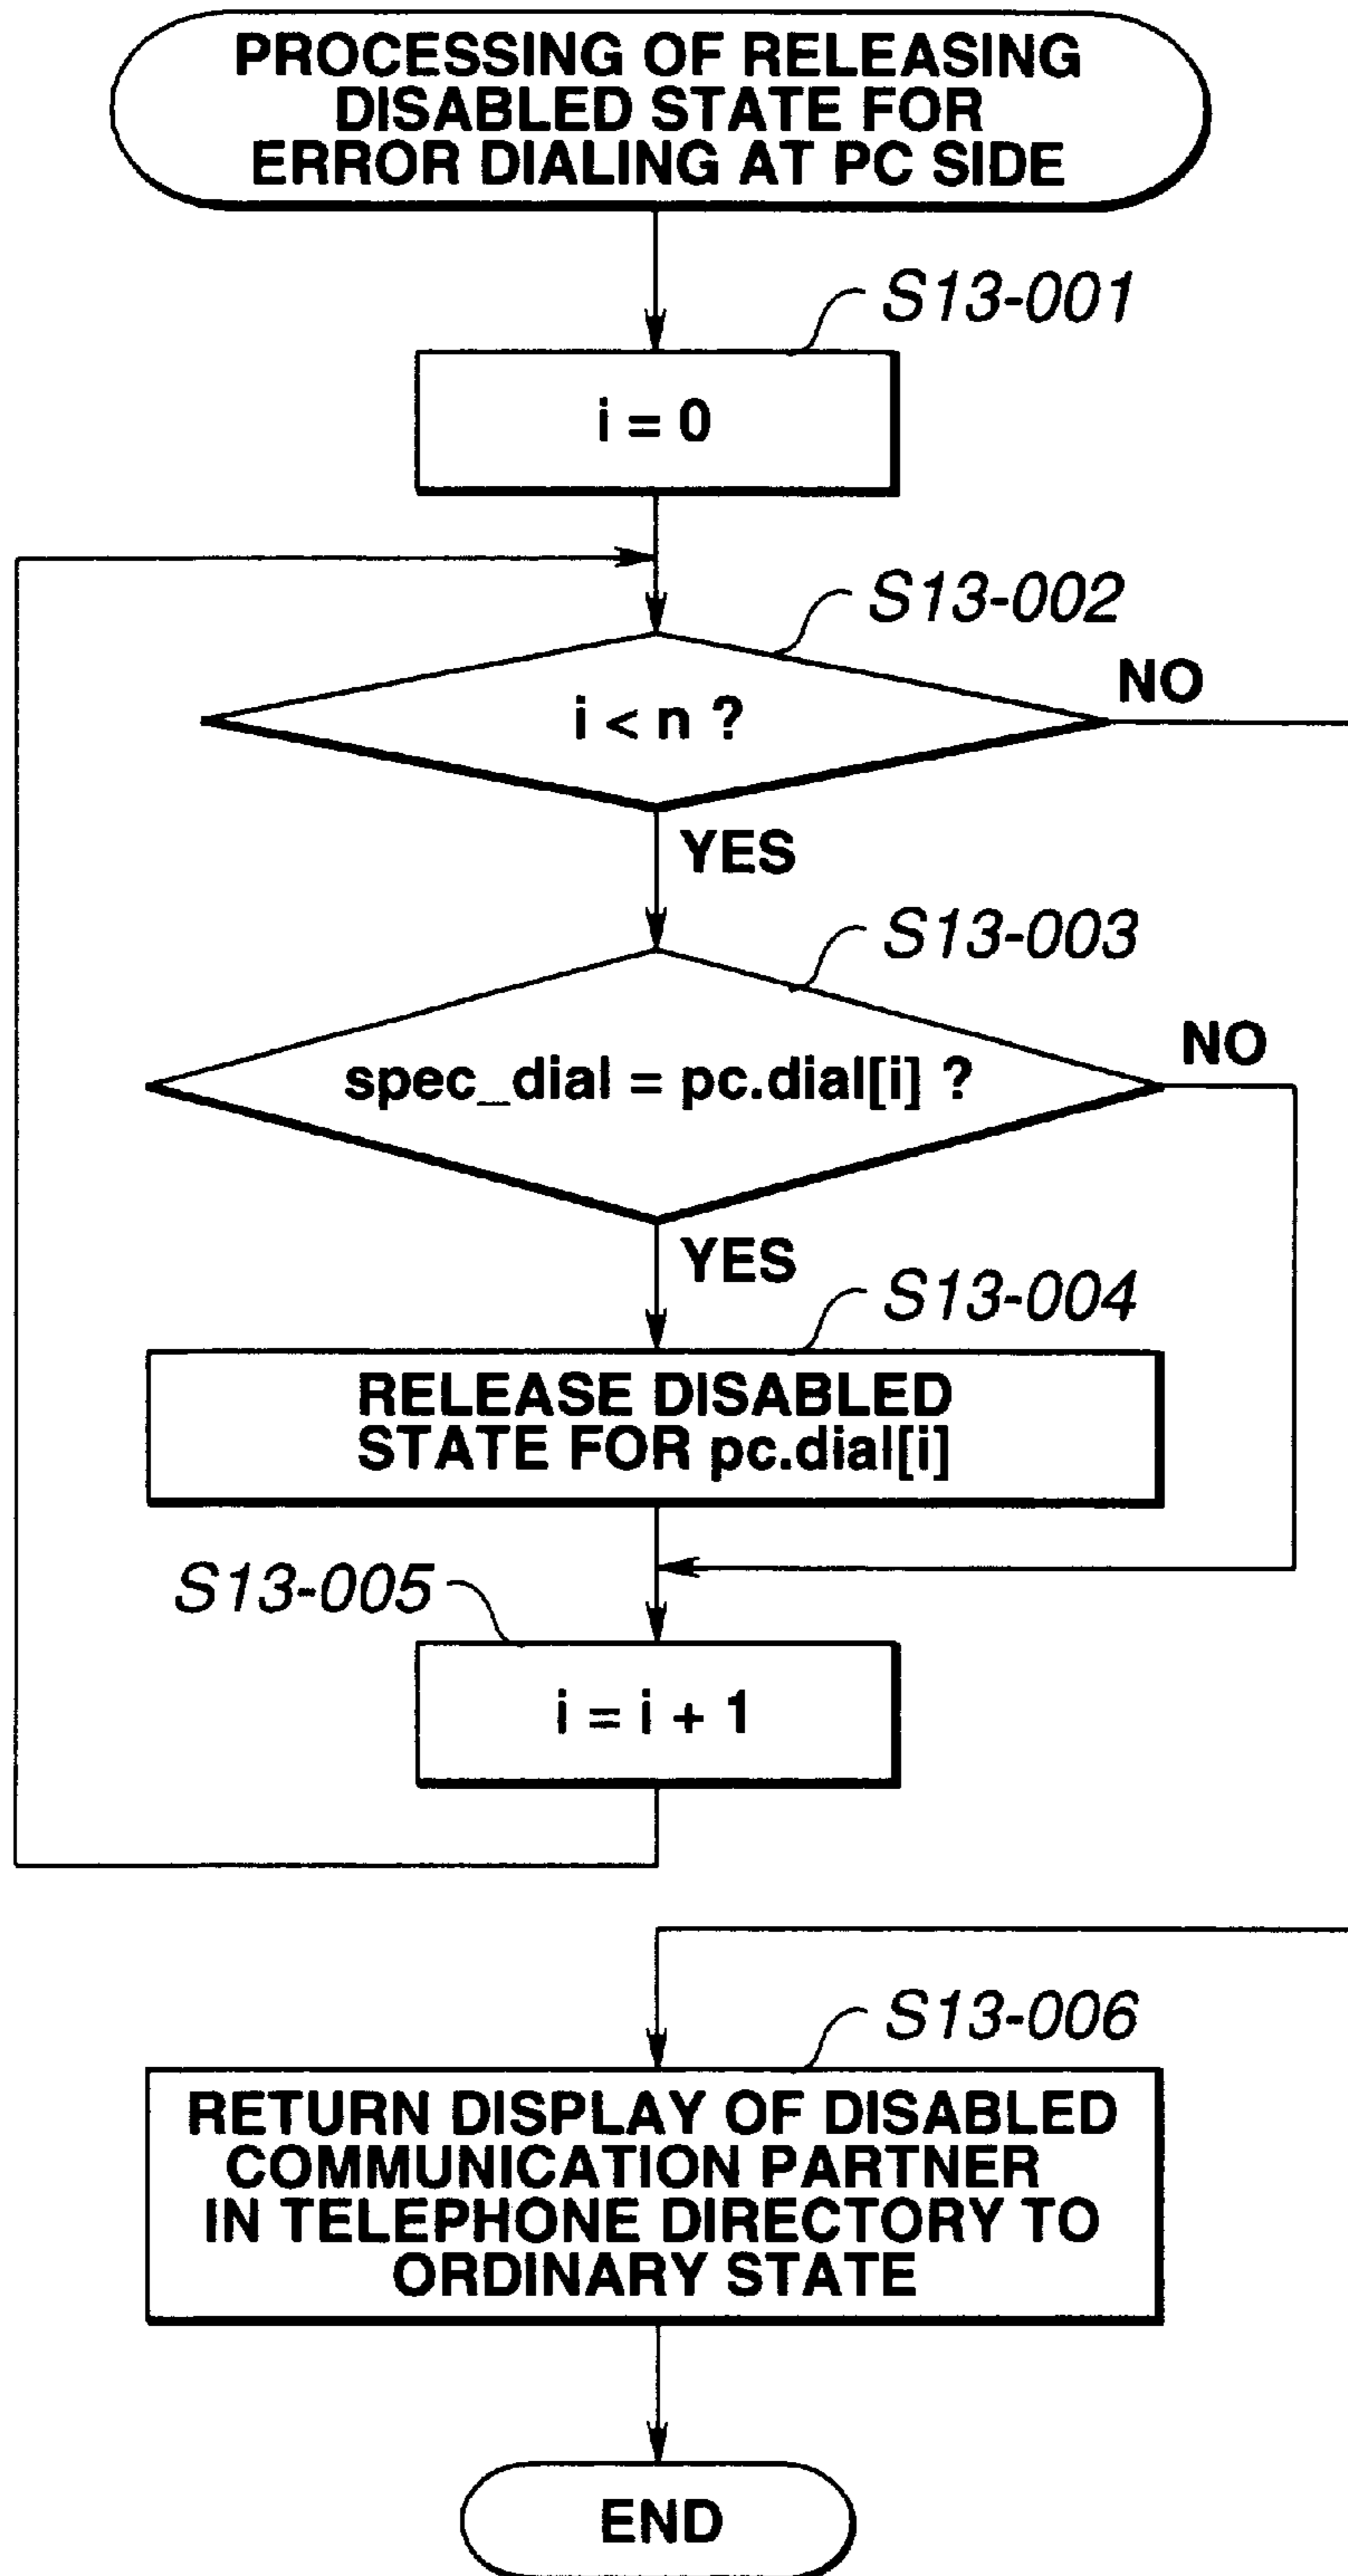 PROCESSING OF RELEASING
DISABLED STATE FOR
ERROR DIALING AT PC SIDE
S13-001
i = 0
S13-002
i < n ?
NO
YES
S13-003
spec_dial = pc.dial[i] ?
NO
YES
S13-004
RELEASE DISABLED
STATE FOR pc.dial[i]
S13-005
i = i + 1
S13-006
RETURN DISPLAY OF DISABLED
COMMUNICATION PARTNER
IN TELEPHONE DIRECTORY TO
ORDINARY STATE
END